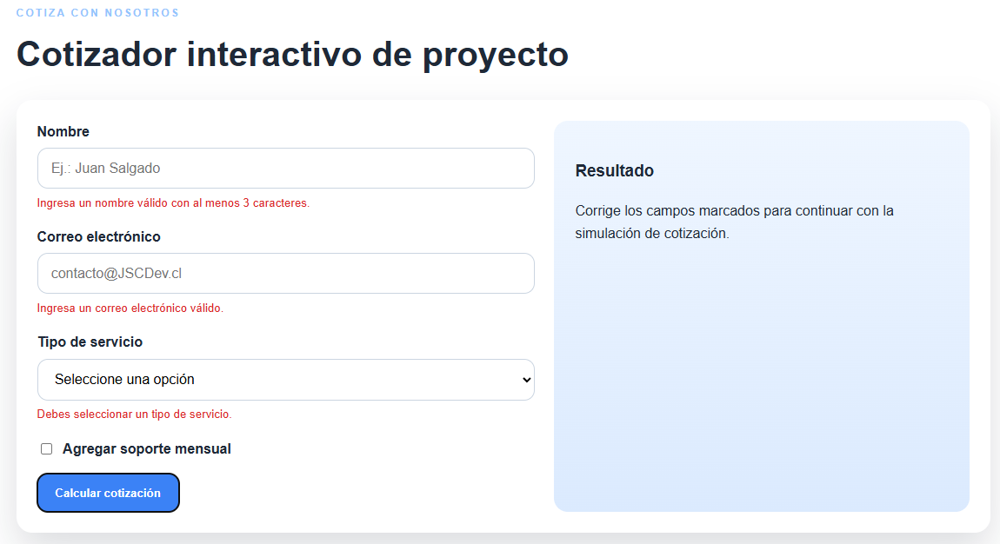 COTIZA CON NOSOTROS
Cotizador interactivo de proyecto
Nombre
Ej.: Juan Salgado
Ingresa un nombre válido con al menos 3 caracteres.
Correo electrónico
contacto@JSCDev.cl
Ingresa un correo electrónico válido.
Tipo de servicio
Seleccione una opción
Debes seleccionar un tipo de servicio.
Agregar soporte mensual
Calcular cotización
Resultado
Corrige los campos marcados para continuar con la
simulación de cotización.